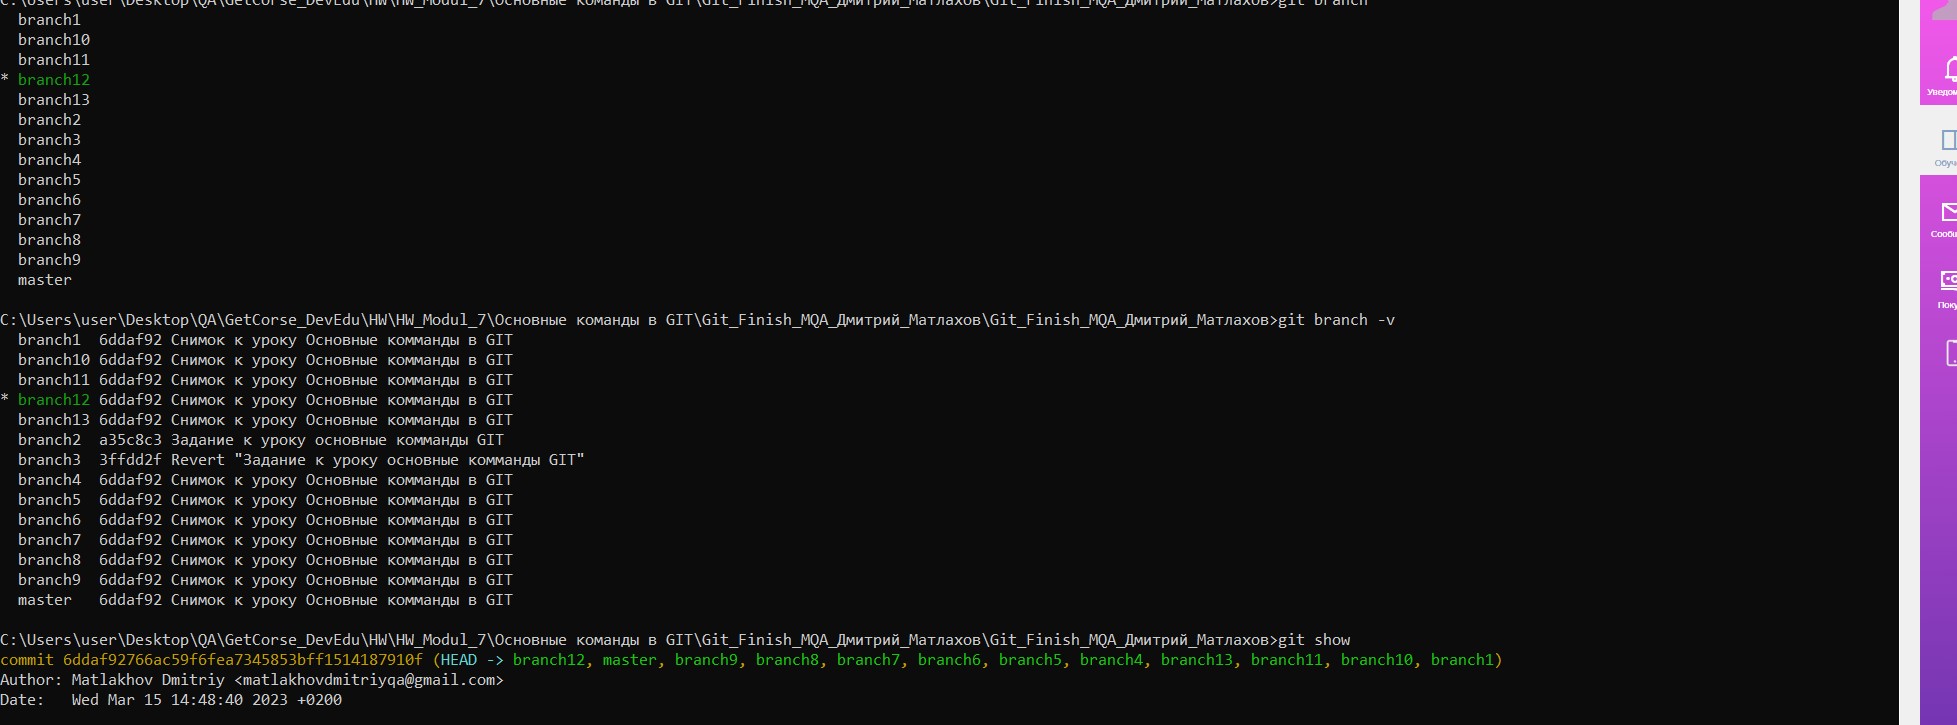 C:\Users\user\Desktop\QA\GetCorse_DevEdu\HW\HW_Modul_7\Основные команды в GIT\Git_Finish_MQA_Дмитрий_Матлахов\Git_Finish_MQA_Дмитрий_Матлахов>git branch
branch1
branch10
branch11
* branch12
branch13
branch2
branch3
branch4
branch5
branch6
branch7
branch8
branch9
master
C:\Users\user\Desktop\QA\GetCorse_DevEdu\HW\HW_Modul_7\Основные команды в GIT\Git_Finish_MQA_Дмитрий_Матлахов\Git_Finish_MQA_Дмитрий_Матлахов>git branch -v
branch1 6ddaf92 Снимок к уроку Основные комманды в GIT
branch10 6ddaf92 Снимок к уроку Основные комманды в GIT
branch11 6ddaf92 Снимок к уроку Основные комманды в GIT
* branch12 6ddaf92 Снимок к уроку Основные комманды в GIT
branch13 6ddaf92 Снимок к уроку Основные комманды в GIT
branch2 a35c8c3 Задание к уроку основные комманды GIT
branch3 3ffdd2f Revert "Задание к уроку основные комманды GIT"
branch4 6ddaf92 Снимок к уроку Основные комманды в GIT
branch5 6ddaf92 Снимок к уроку Основные комманды в GIT
branch6 6ddaf92 Снимок к уроку Основные комманды в GIT
branch7 6ddaf92 Снимок к уроку Основные комманды в GIT
branch8 6ddaf92 Снимок к уроку Основные комманды в GIT
branch9 6ddaf92 Снимок к уроку Основные комманды в GIT
master 6ddaf92 Снимок к уроку Основные комманды в GIT
C:\Users\user\Desktop\QA\GetCorse_DevEdu\HW\HW_Modul_7\Основные команды в GIT\Git_Finish_MQA_Дмитрий_Матлахов\Git_Finish_MQA_Дмитрий_Матлахов>git show
commit 6ddaf92766ac59f6fea7345853bff1514187910f (HEAD -> branch12, master, branch9, branch8, branch7, branch6, branch5, branch4, branch13, branch11, branch10, branch1)
Author: Matlakhov Dmitriy <matlakhovdmitriyqa@gmail.com>
Date: Wed Mar 15 14:48:40 2023 +0200